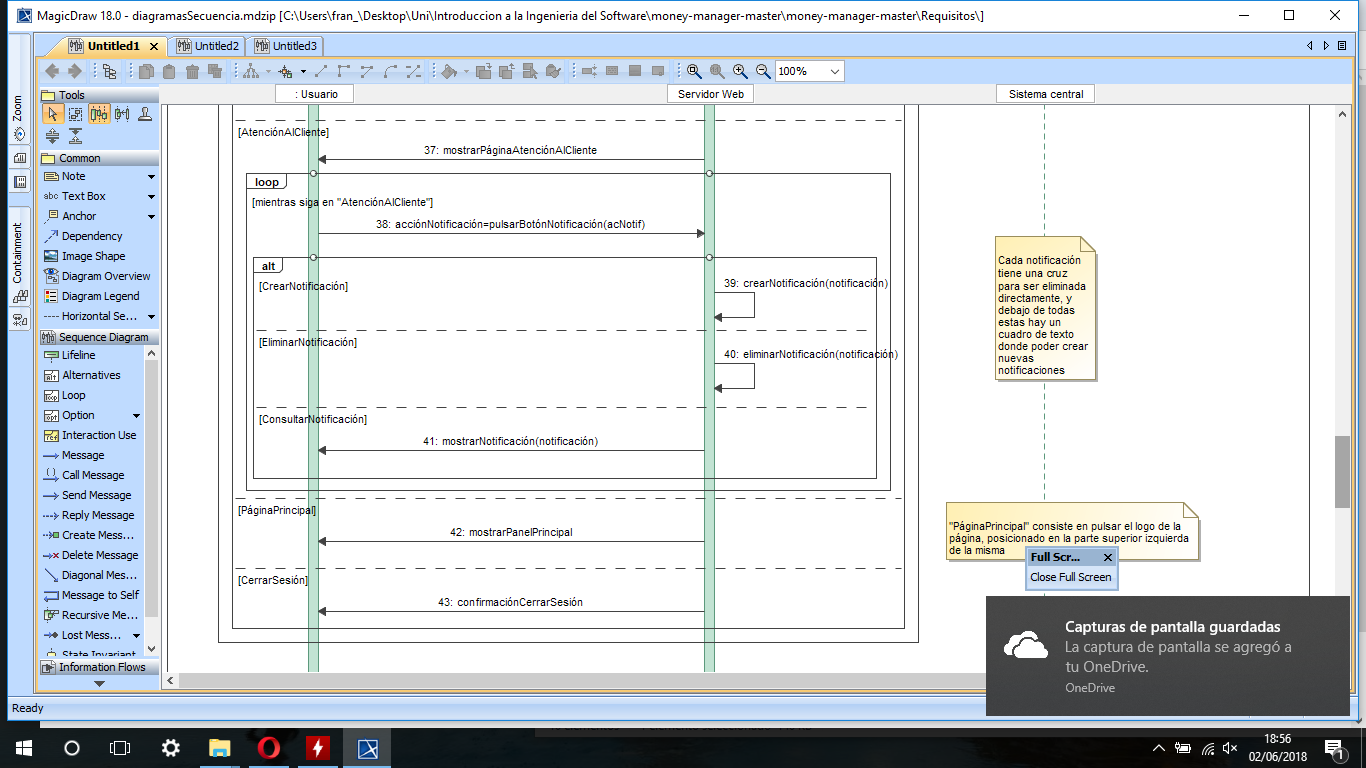 MagicDraw 18.0 - diagramasSecuencia.mdzip [C:\Users\fran_\Desktop\Uni\Introduccion a la Ingenieria del Software\money-manager-master\money-manager-master\Requisitos\]
Untitled1
Untitled2
Untitled3
100%
Zoom
Containment
Tools
Common
Note
abc Text Box
Anchor
Dependency
Image Shape
Diagram Overview
Diagram Legend
Horizontal Se...
Sequence Diagram
Lifeline
Alternatives
Loop
Option
Interaction Use
Message
Call Message
Send Message
Reply Message
Create Mess...
Delete Message
Diagonal Mes...
Message to Self
Recursive Me...
Lost Mess...
State Invariant
Information Flows
: Usuario
Servidor Web
Sistema central
[AtenciónAlCliente]
37: mostrarPáginaAtenciónAlCliente
loop
[mientras siga en "AtenciónAlCliente"]
38: acciónNotificación=pulsarBotónNotificación(acNotif)
alt
[CrearNotificación]
39: crearNotificación(notificación)
[EliminarNotificación]
40: eliminarNotificación(notificación)
[ConsultarNotificación]
41: mostrarNotificación(notificación)
[PáginaPrincipal]
42: mostrarPanelPrincipal
[CerrarSesión]
43: confirmaciónCerrarSesión
Cada notificación
tiene una cruz
para ser eliminada
directamente, y
debajo de todas
estas hay un
cuadro de texto
donde poder crear
nuevas
notificaciones
"PáginaPrincipal" consiste en pulsar el logo de la
página, posicionado en la parte superior izquierda
de la misma
Full Scr...
Close Full Screen
Capturas de pantalla guardadas
La captura de pantalla se agregó a
tu OneDrive.
OneDrive
Ready
18:56
02/06/2018
1